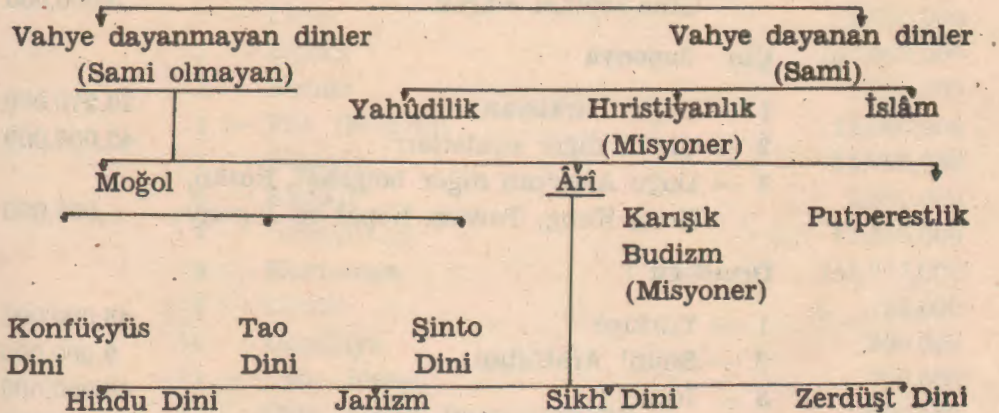 Vahye dayanmayan dinler Vahye dayanan dinler
(Sami olmayan) (Sami)
Yahûdilik Hıristiyanlık İslâm
(Misyoner)
Moğol Ârî
Karışık Putperestlik
Budizm
(Misyoner)
Konfüçyüs Tao Şinto
Dini Dini Dini
Hindu Dini Janizm Sikh Dini Zerdüşt Dini